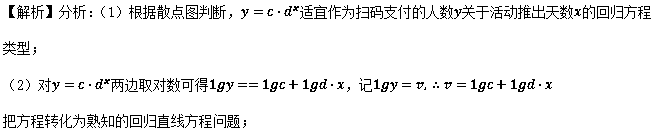 【解析】分析：（1）根据散点图判断，y=c·d^x适宜作为扫码支付的人数y关于活动推出天数x的回归方程
类型；
（2）对y=c·d^x两边取对数可得1gy==1gc+1gd·x，记1gy=v，∴v=1gc+1gd·x
把方程转化为熟知的回归直线方程问题；